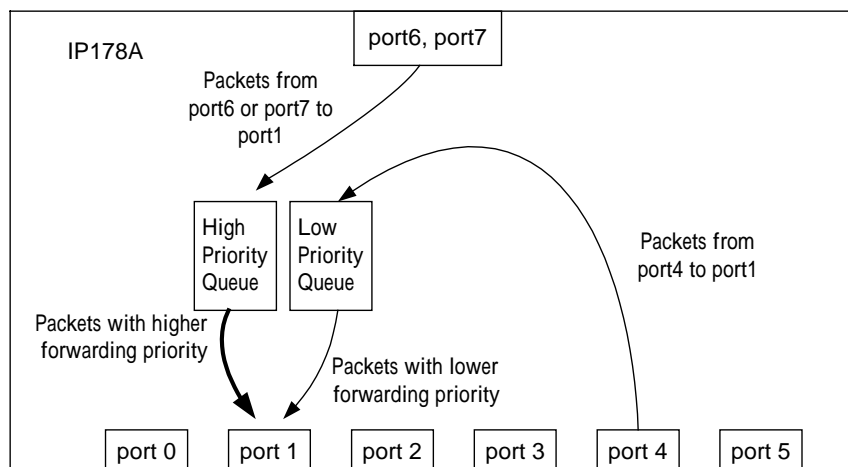 IP178A
port6, port7
Packets from
port6 or port7 to
port1
High
Priority
Queue
Low
Priority
Queue
Packets from
port4 to port1
Packets with higher
forwarding priority
Packets with lower
forwarding priority
port 0
port 1
port 2
port 3
port 4
port 5